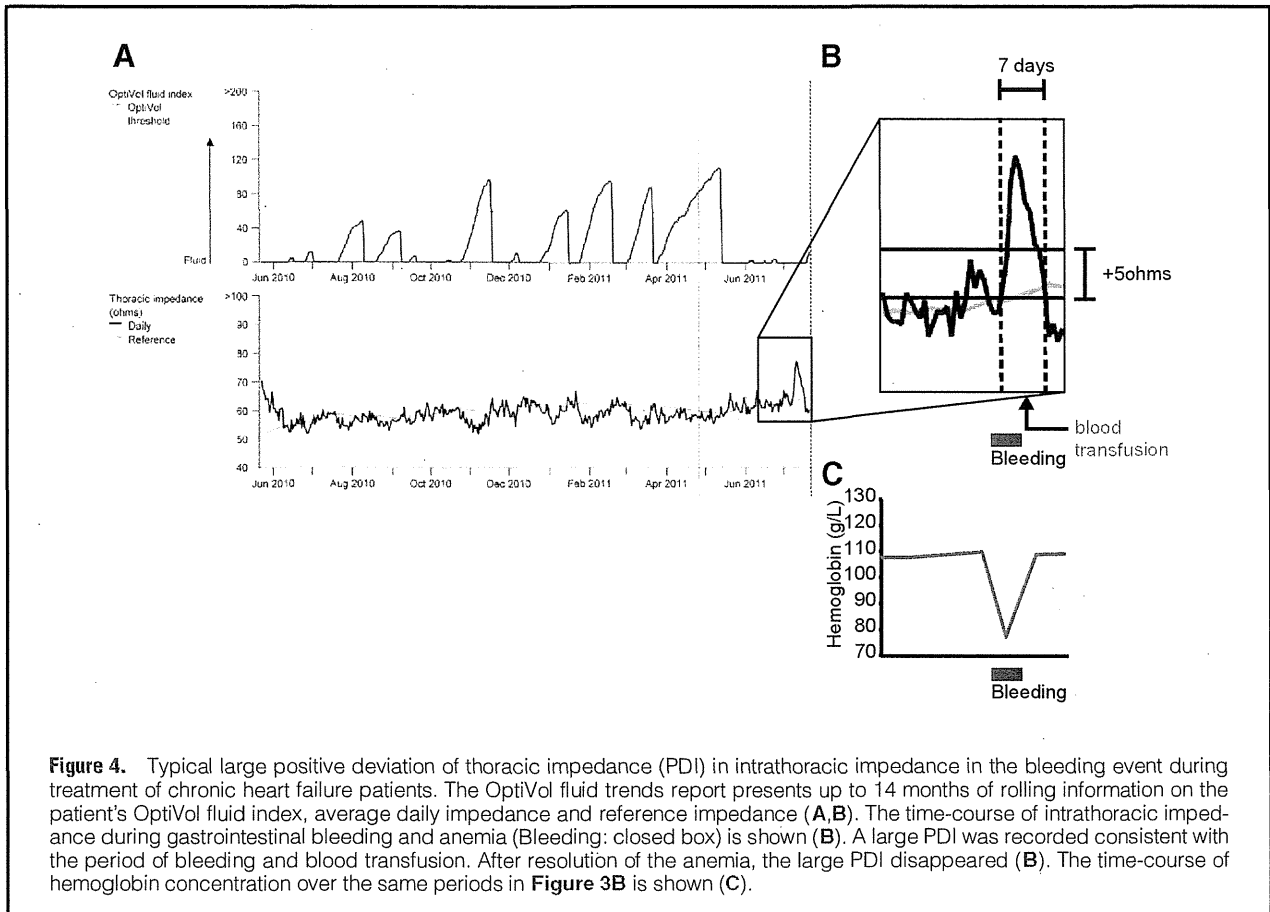 A
OptiVol fluid index
OptiVol
threshold
>200
160
120
80
40
0
Fluid
Jun 2010
Aug 2010
Oct 2010
Dec 2010
Feb 2011
Apr 2011
Jun 2011
Thoracic impedance
(ohms)
Daily
Reference
>100
90
80
70
60
50
40
Jun 2010
Aug 2010
Oct 2010
Dec 2010
Feb 2011
Apr 2011
Jun 2011
B
7 days
+5ohms
blood
transfusion
Bleeding
C
Hemoglobin (g/L)
130
120
110
100
90
80
70
Bleeding
Figure 4. Typical large positive deviation of thoracic impedance (PDI) in intrathoracic impedance in the bleeding event during
treatment of chronic heart failure patients. The OptiVol fluid trends report presents up to 14 months of rolling information on the
patient's OptiVol fluid index, average daily impedance and reference impedance (A,B). The time-course of intrathoracic imped-
ance during gastrointestinal bleeding and anemia (Bleeding: closed box) is shown (B). A large PDI was recorded consistent with
the period of bleeding and blood transfusion. After resolution of the anemia, the large PDI disappeared (B). The time-course of
hemoglobin concentration over the same periods in Figure 3B is shown (C).